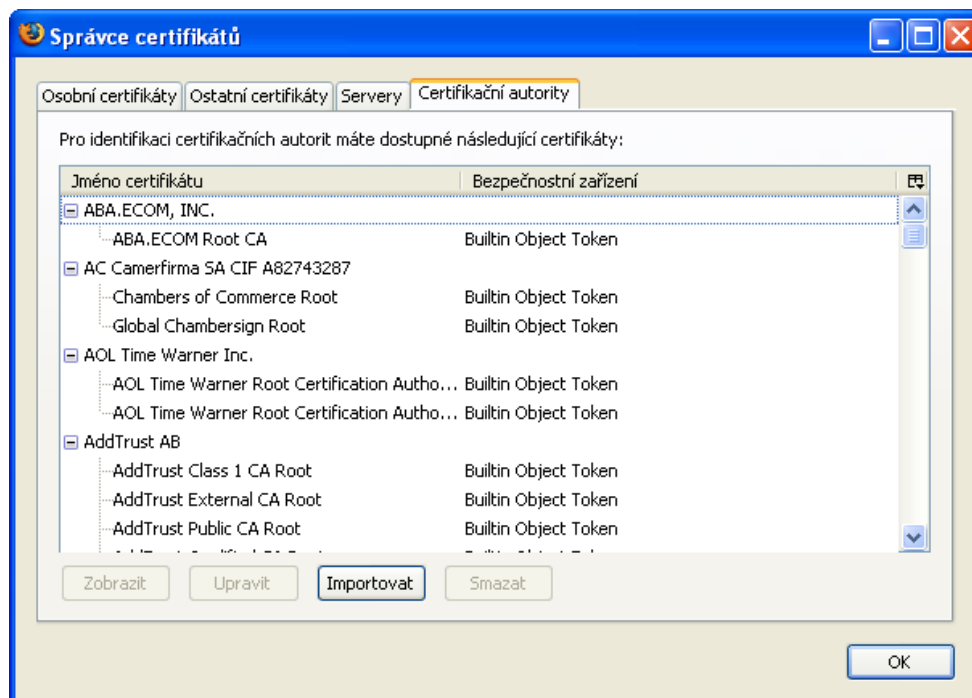 Správce certifikátů
Osobní certifikáty Ostatní certifikáty Servery Certifikační autority
Pro identifikaci certifikačních autorit máte dostupné následující certifikáty:
Jméno certifikátu Bezpečnostní zařízení
ABA.ECOM, INC.
ABA.ECOM Root CA Builtin Object Token
AC Camerfirma SA CIF A82743287
Chambers of Commerce Root Builtin Object Token
Global Chambersign Root Builtin Object Token
AOL Time Warner Inc.
AOL Time Warner Root Certification Autho... Builtin Object Token
AOL Time Warner Root Certification Autho... Builtin Object Token
AddTrust AB
AddTrust Class 1 CA Root Builtin Object Token
AddTrust External CA Root Builtin Object Token
AddTrust Public CA Root Builtin Object Token
Zobrazit Upravit Importovat Smazat
OK